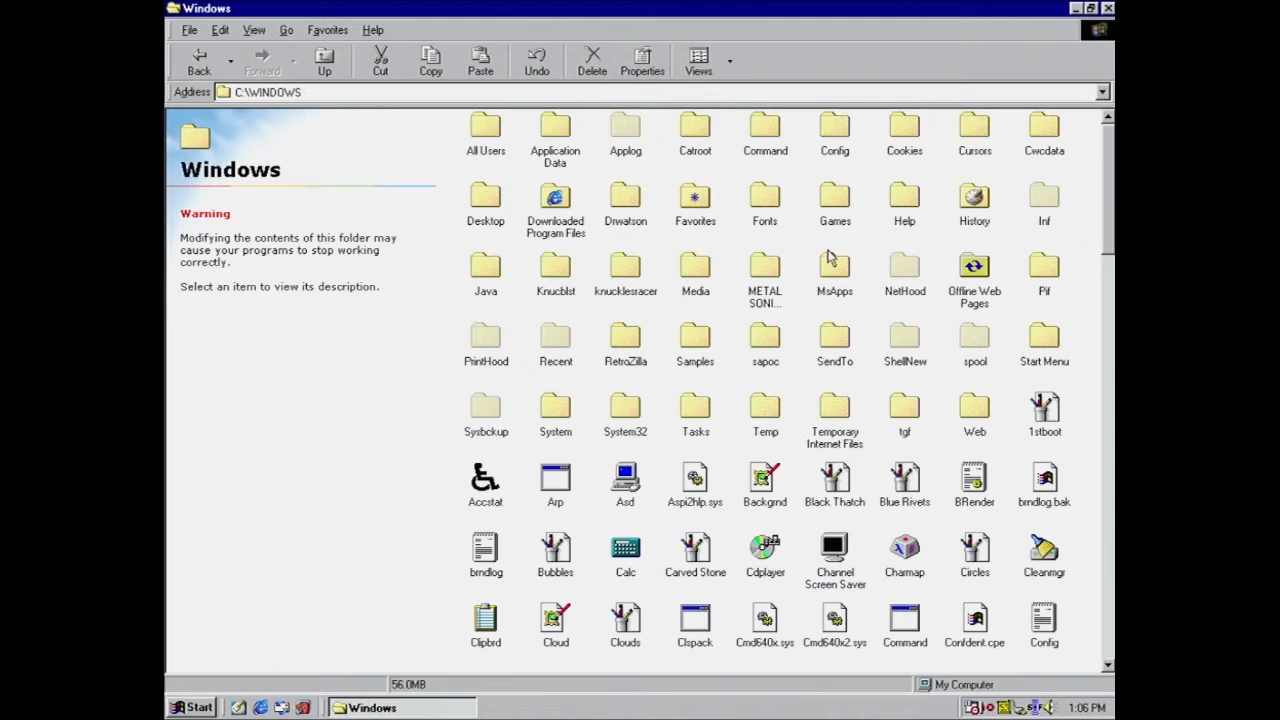 Windows
File Edit View Go Favorites Help
Back Forward Up Cut Copy Paste Undo Delete Properties Views
Address C:\WINDOWS
Windows
Warning
Modifying the contents of this folder may
cause your programs to stop working
correctly.
Select an item to view its description.
All Users Application Applog Catroot Command Config Cookies Cursors Cwcdata
Data
Desktop Downloaded Drwatson Favorites Fonts Games Help History Inf
Program Files
Java Knucblst knucklesracer Media METAL MsApps NetHood Offline Web Pif
SONI... Pages
PrintHood Recent RetroZilla Samples sapoc SendTo ShellNew spool Start Menu
Sysbckup System System32 Tasks Temp Temporary tgf Web 1stboot
Internet Files
Accstat Arp Asd Aspi2hlp.sys Backgrnd Black Thatch Blue Rivets BRender brndlog.bak
brndlog Bubbles Calc Carved Stone Cdplayer Channel Charmap Circles Cleanmgr
Screen Saver
Clipbrd Cloud Clouds Clspack Cmd640x.sys Cmd640x2.sys Command Confdent.cpe Config
56.0MB My Computer
Start Windows 1:06 PM